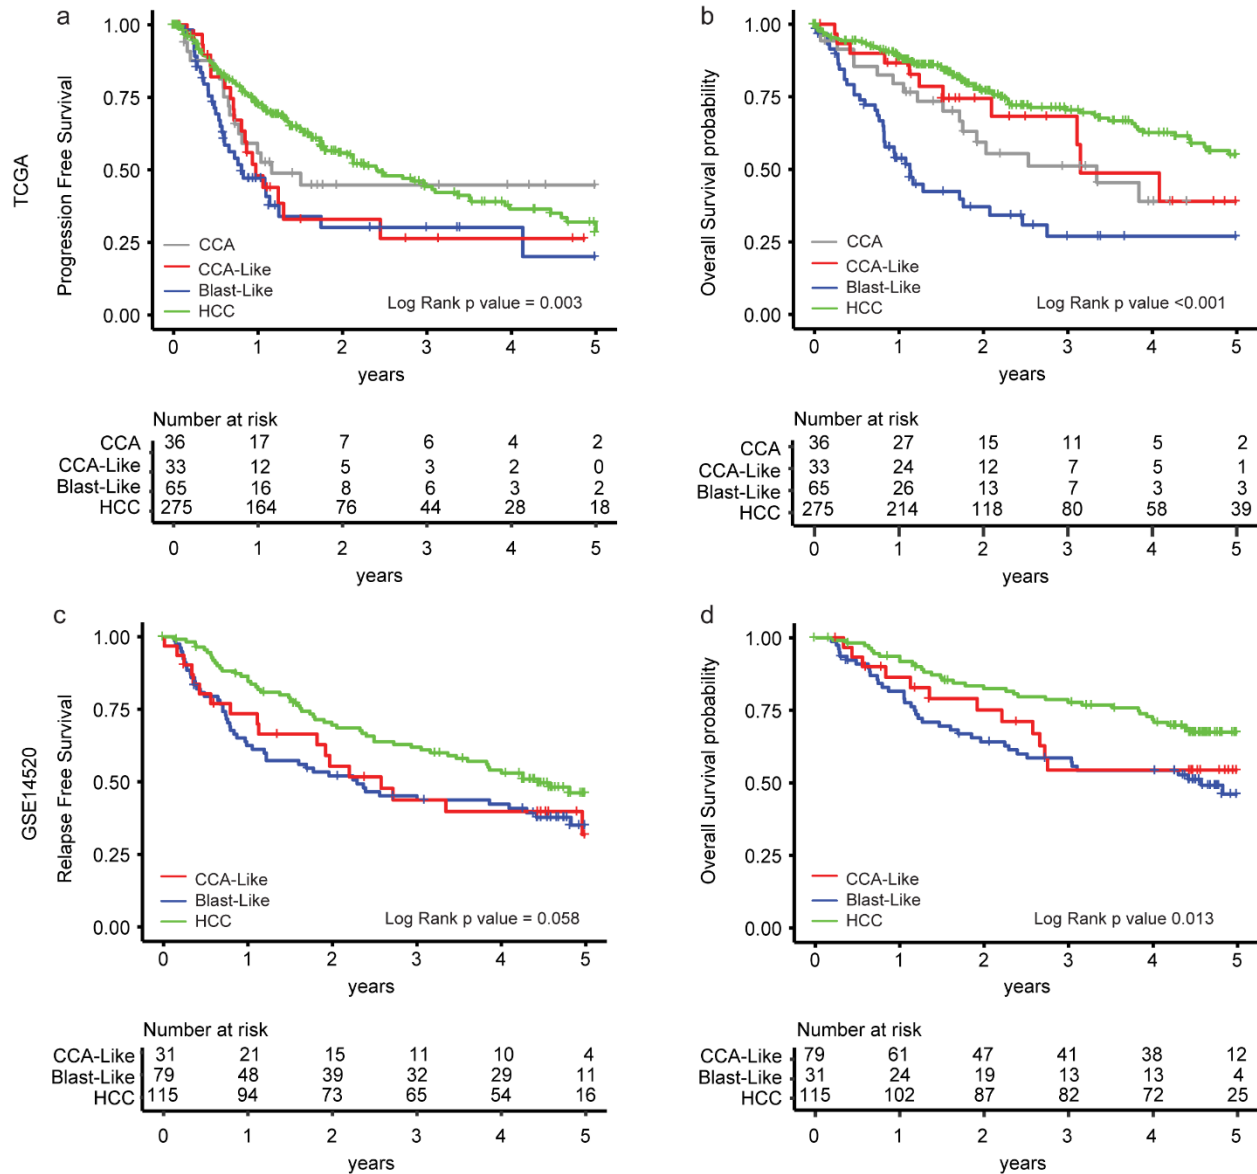 a
TCGA
Progression Free Survival
1.00
0.75
0.50
0.25
0.00
CCA
CCA-Like
Blast-Like
HCC
Log Rank p value = 0.003
0 1 2 3 4 5
years
Number at risk
CCA 36 17 7 6 4 2
CCA-Like 33 12 5 3 2 0
Blast-Like 65 16 8 6 3 2
HCC 275 164 76 44 28 18
0 1 2 3 4 5
years
b
Overall Survival probability
1.00
0.75
0.50
0.25
0.00
CCA
CCA-Like
Blast-Like
HCC
Log Rank p value <0.001
0 1 2 3 4 5
years
Number at risk
CCA 36 27 15 11 5 2
CCA-Like 33 24 12 7 5 1
Blast-Like 65 26 13 7 3 3
HCC 275 214 118 80 58 39
0 1 2 3 4 5
years
c
GSE14520
Relapse Free Survival
1.00
0.75
0.50
0.25
0.00
CCA-Like
Blast-Like
HCC
Log Rank p value = 0.058
0 1 2 3 4 5
years
Number at risk
CCA-Like 31 21 15 11 10 4
Blast-Like 79 48 39 32 29 11
HCC 115 94 73 65 54 16
0 1 2 3 4 5
years
d
Overall Survival probability
1.00
0.75
0.50
0.25
0.00
CCA-Like
Blast-Like
HCC
Log Rank p value 0.013
0 1 2 3 4 5
years
Number at risk
CCA-Like 79 61 47 41 38 12
Blast-Like 31 24 19 13 13 4
HCC 115 102 87 82 72 25
0 1 2 3 4 5
years